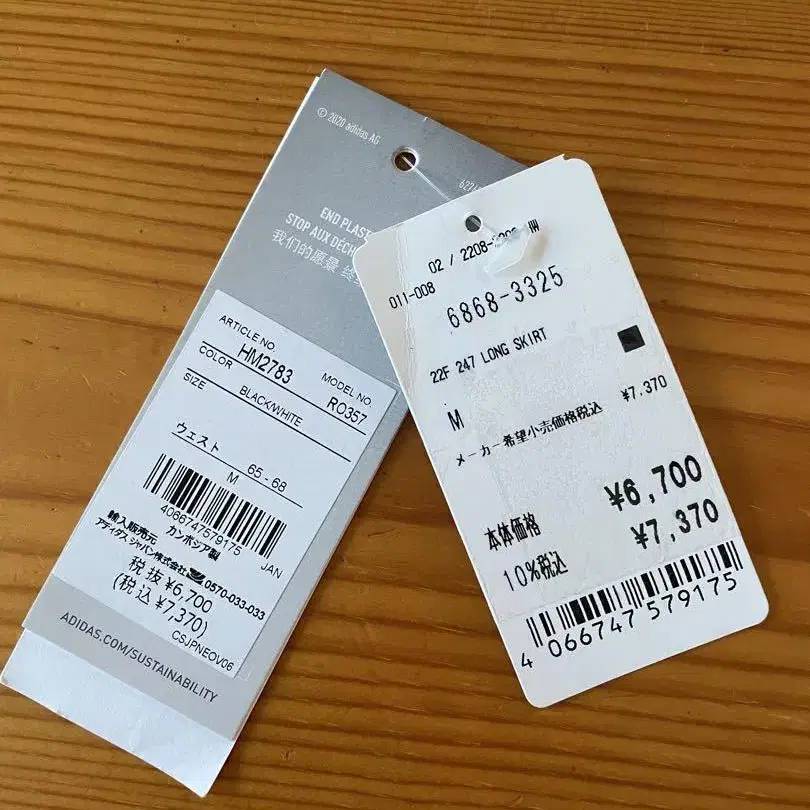 © 2020 adidas AG
END PLAST
STOP AUX DÉCH
我们的愿景 终
ARTICLE NO.
HM2783
MODEL NO.
RO357
COLOR
BLACK/WHITE
SIZE
ウェスト
65 - 68
M
4066747579175
JAN
カンボジア製
輸入販売元
アディダス ジャパン株式会社
0570-033-033
税 抜 ¥6,700
(税 込 ¥7,370)
CSJPNEOV06
ADIDAS.COM/SUSTAINABILITY
02 / 2208-
011-008
6868-3325
22F 247 LONG SKIRT
M
メーカー希望小売価格税込 ¥7,370
本体価格 ¥6,700
10%税込 ¥7,370
4 066747 579175